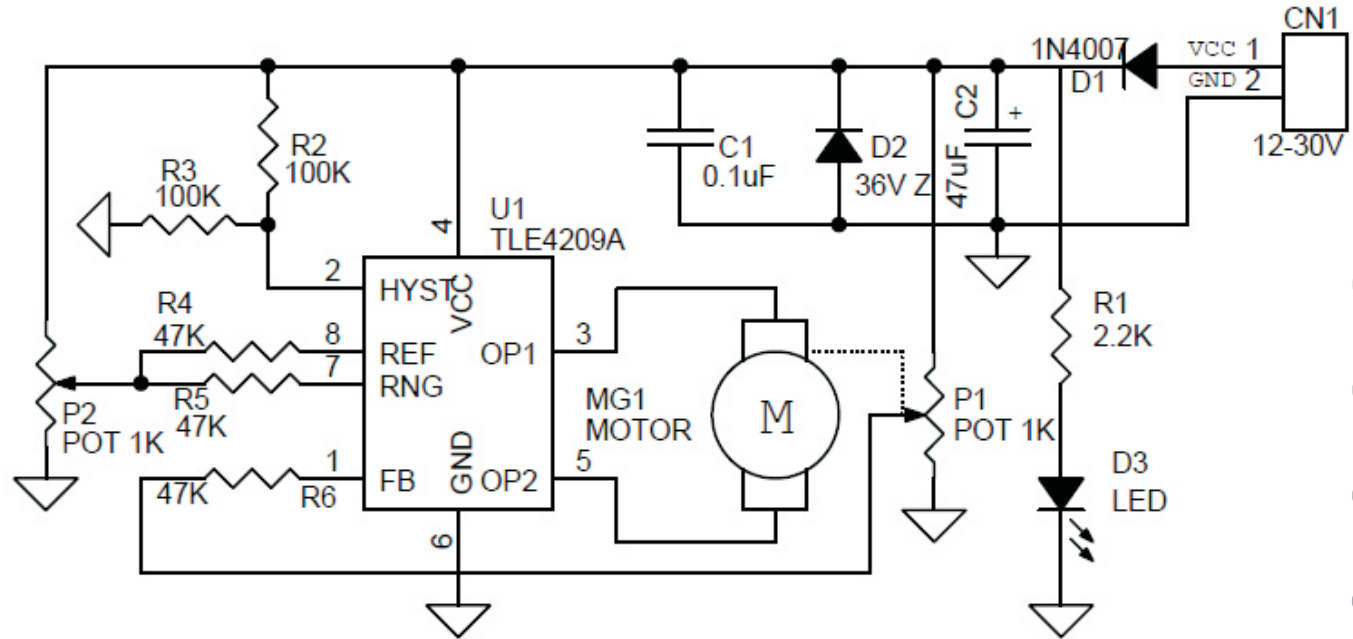 CN1
VCC 1
GND 2
12-30V
1N4007
D1
C2
+
47uF
C1
0.1uF
D2
36V Z
R2
100K
R3
100K
U1
TLE4209A
4
2
HYST
VCC
R4
47K
8
REF
7
RNG
R5
47K
OP1
3
P2
POT 1K
47K
R6
1
FB
GND
OP2
5
6
MG1
MOTOR
M
P1
POT 1K
R1
2.2K
D3
LED